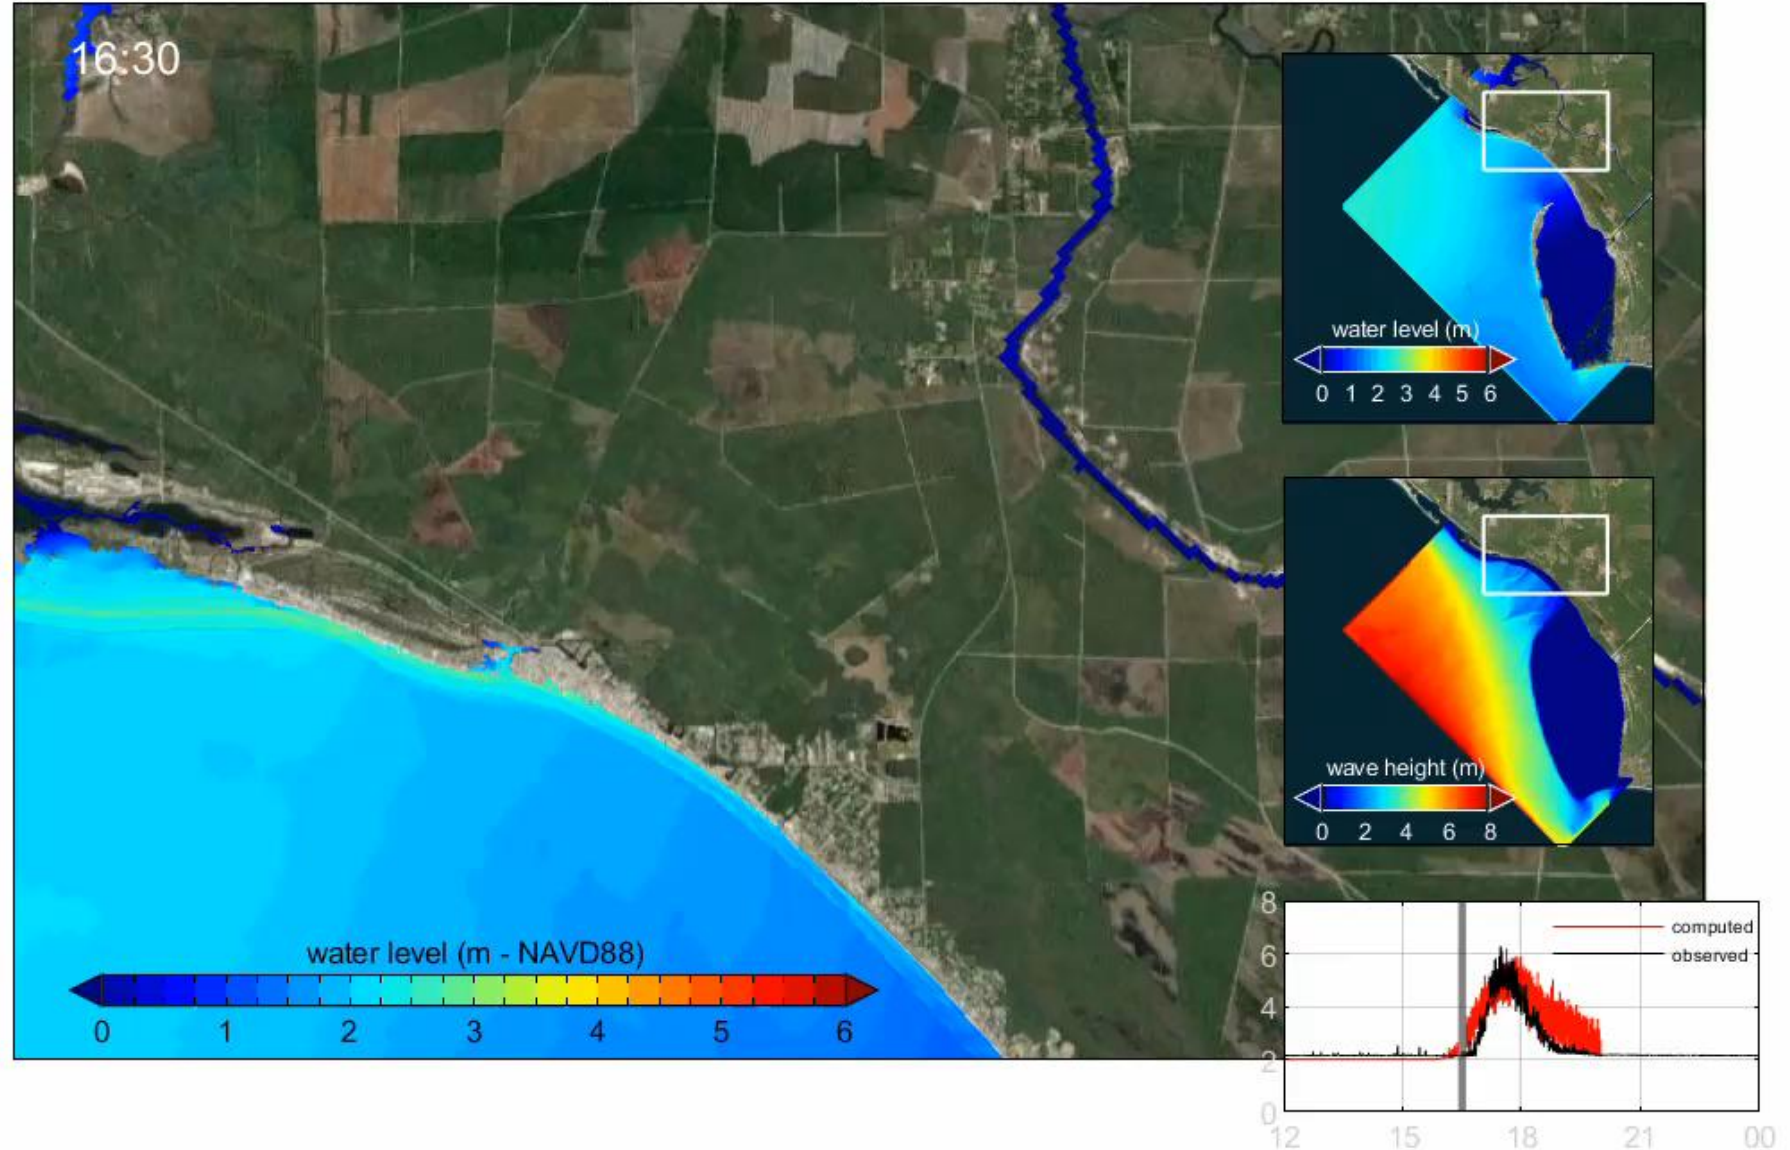 16:30
water level (m)
0 1 2 3 4 5 6
wave height (m)
0 2 4 6 8
water level (m - NAVD88)
0 1 2 3 4 5 6
8
6
4
2
0
computed
observed
12 15 18 21 00